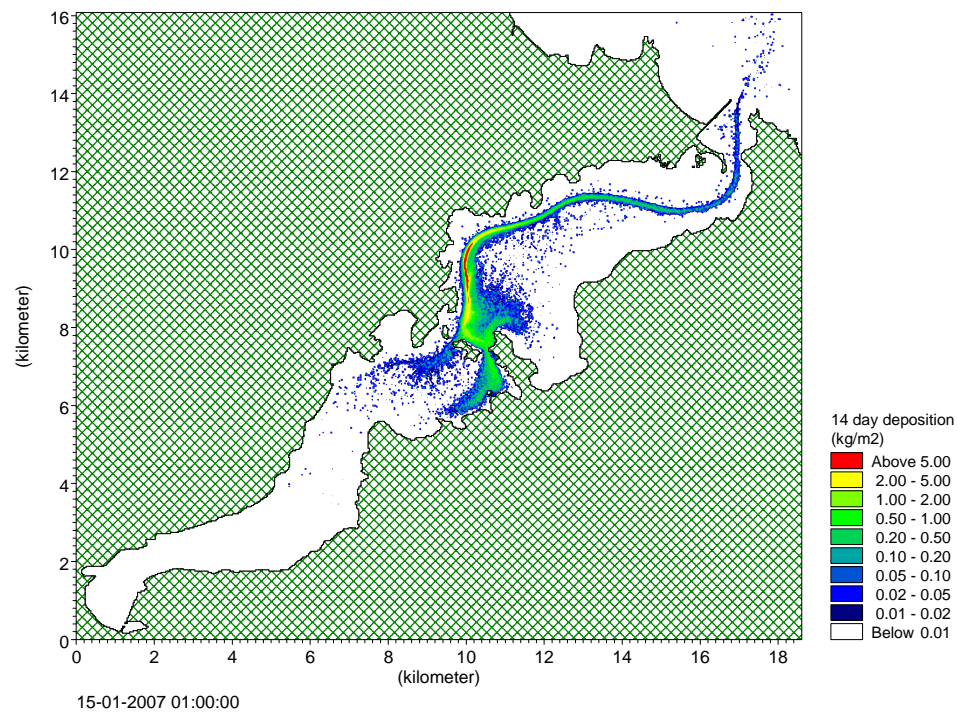 16
14
12
10
8
6
4
2
0
(kilometer)
0 2 4 6 8 10 12 14 16 18
(kilometer)
15-01-2007 01:00:00
14 day deposition
(kg/m2)
Above 5.00
2.00 - 5.00
1.00 - 2.00
0.50 - 1.00
0.20 - 0.50
0.10 - 0.20
0.05 - 0.10
0.02 - 0.05
0.01 - 0.02
Below 0.01